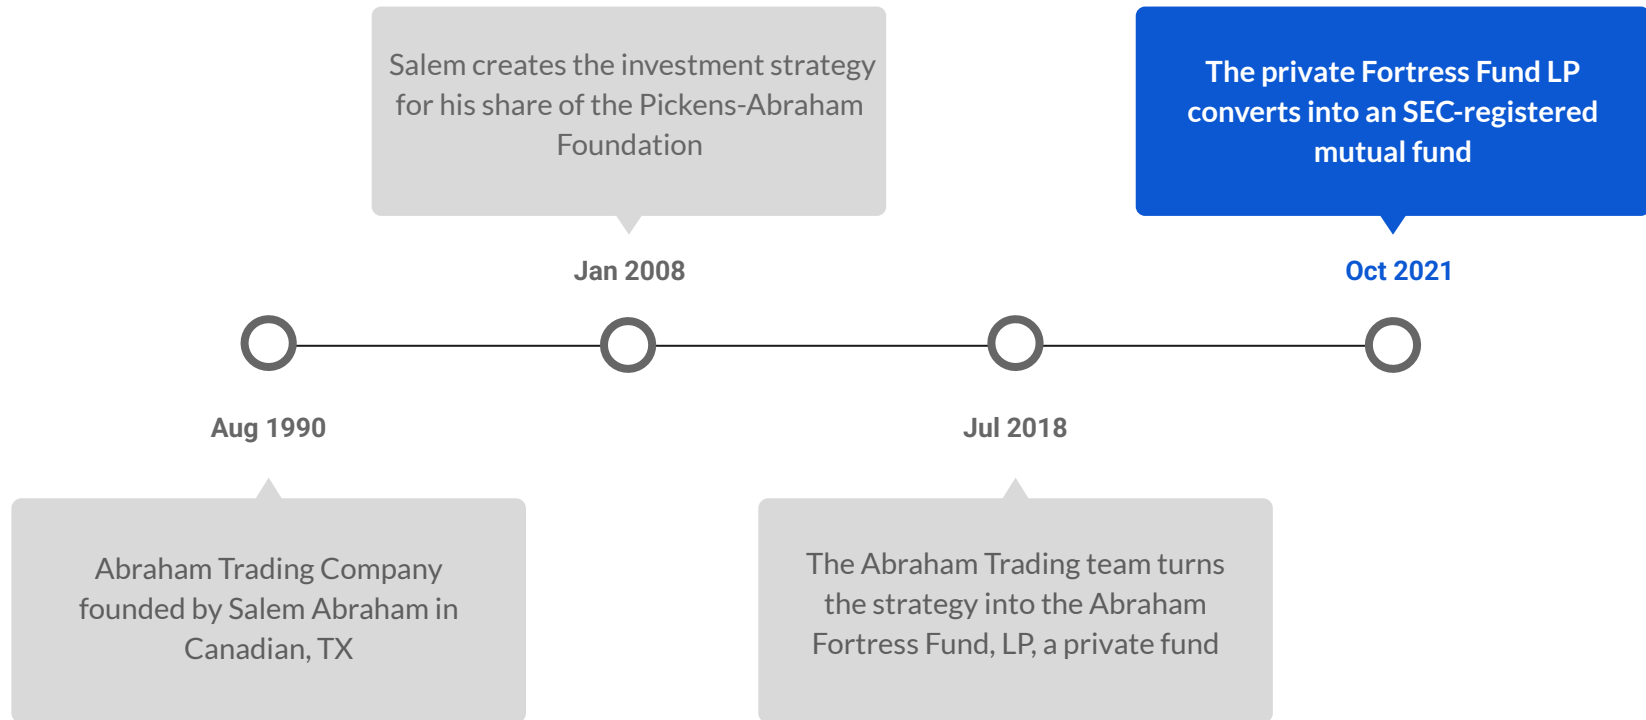 Salem creates the investment strategy
for his share of the Pickens-Abraham
Foundation
The private Fortress Fund LP
converts into an SEC-registered
mutual fund
Jan 2008
Oct 2021
Aug 1990
Jul 2018
Abraham Trading Company
founded by Salem Abraham in
Canadian, TX
The Abraham Trading team turns
the strategy into the Abraham
Fortress Fund, LP, a private fund